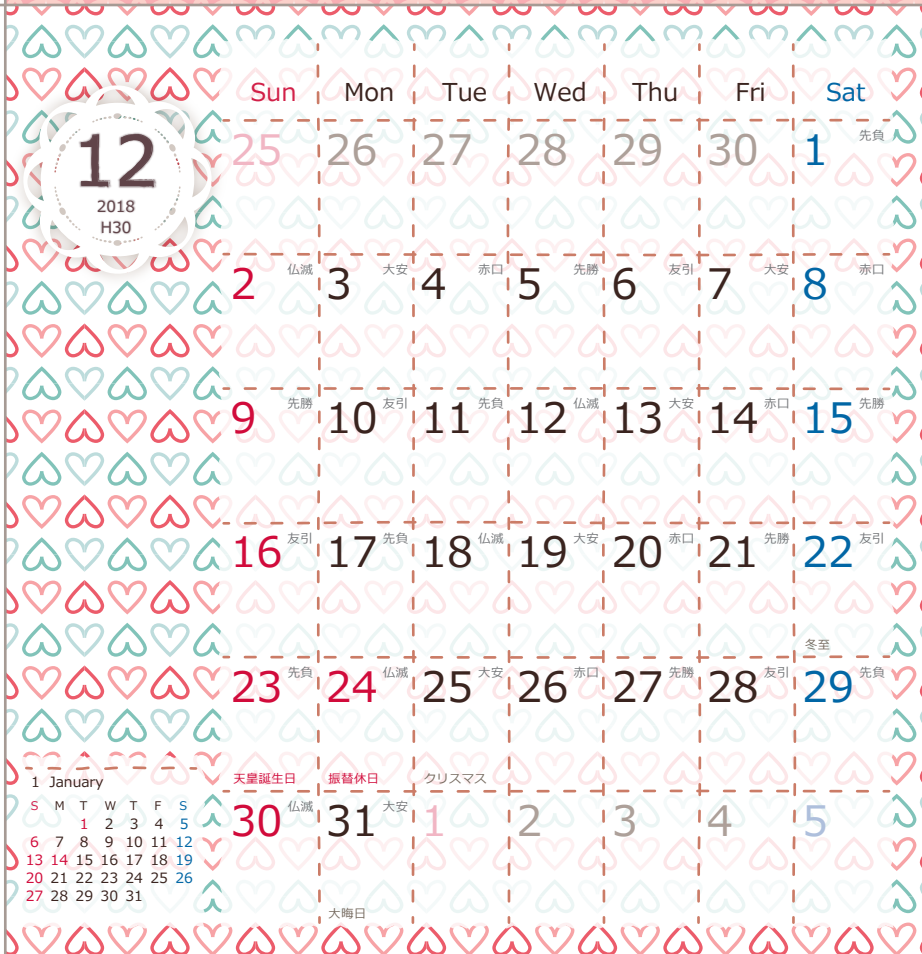 12
2018
H30
Sun Mon Tue Wed Thu Fri Sat
25 26 27 28 29 30 1 先負
2 仏滅 3 大安 4 赤口 5 先勝 6 友引 7 大安 8 赤口
9 先勝 10 友引 11 先負 12 仏滅 13 大安 14 赤口 15 先勝
16 友引 17 先負 18 仏滅 19 大安 20 赤口 21 先勝 22 友引
冬至
23 先負 24 仏滅 25 大安 26 赤口 27 先勝 28 友引 29 先負
天皇誕生日 振替休日 クリスマス
30 仏滅 31 大安 1 2 3 4 5
大晦日
1 January
S M T W T F S
1 2 3 4 5
6 7 8 9 10 11 12
13 14 15 16 17 18 19
20 21 22 23 24 25 26
27 28 29 30 31